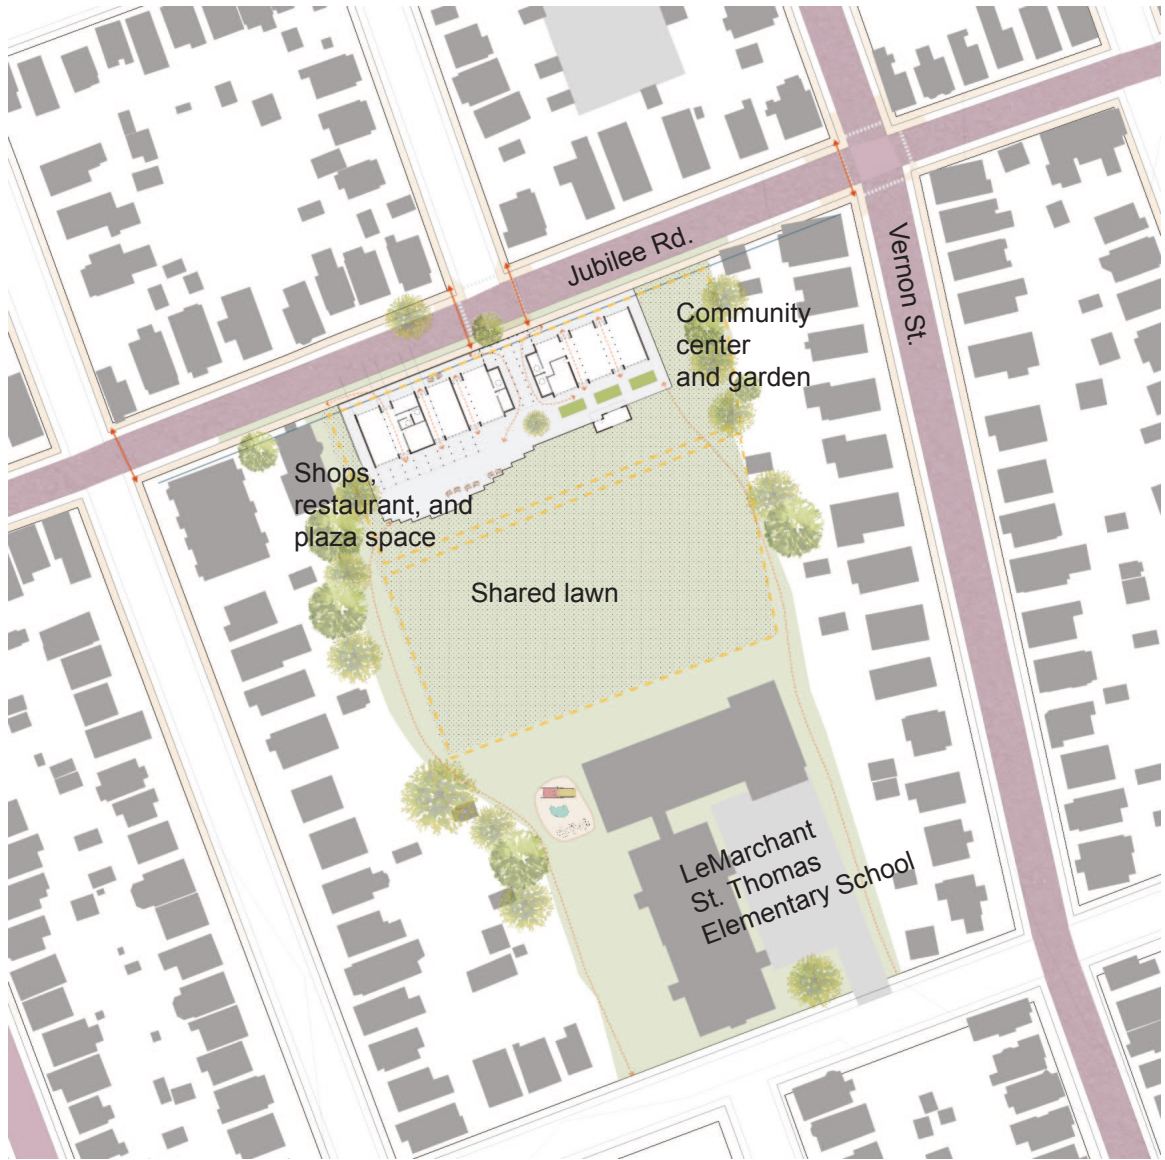 Jubilee Rd.
Vernon St.
Community
center
and garden
Shops,
restaurant, and
plaza space
Shared lawn
LeMarchant
St. Thomas
Elementary School